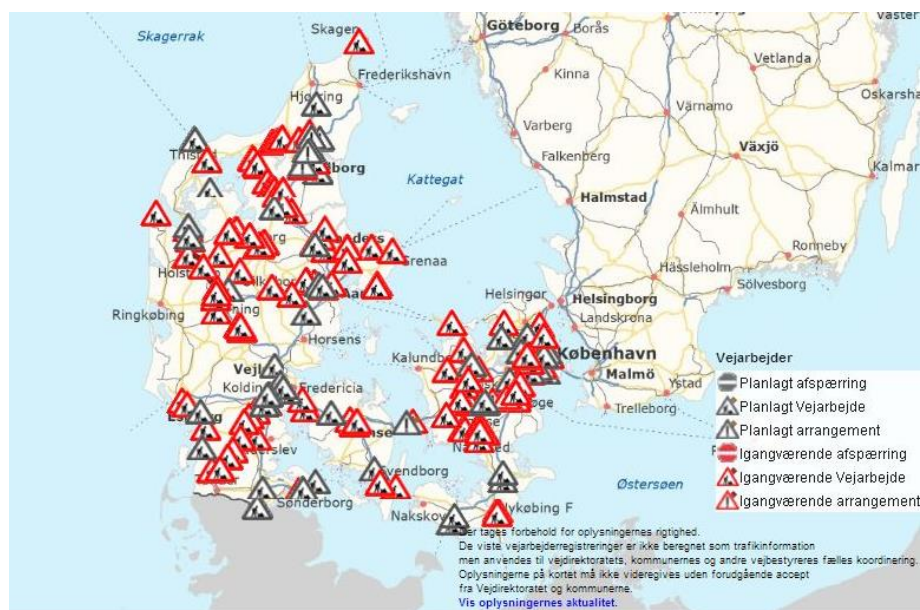 Skagerrak
Skagen
Göteborg
Borås
Vetlanda
Kinna
Oskarsha
Frederikshavn
Hjørring
Värnamo
Varberg
Växjö
Falkenberg
Kalmar
Kattegat
Halmstad
Älmhult
Ronneby
Grenaa
Hässleholm
Sölvesborg
Helsingør
Helsingborg
Ringkøbing
Landskrona
Horsens
Kalundb
København
Vejl
Malmö
Ystad
Kolding
Fredericia
Trelleborg
Svendborg
Sønderborg
Nakskov
ykøbing F
Østersøen
Vejarbejder
Planlagt afspærring
Planlagt Vejarbejde
Planlagt arrangement
Igangværende afspærring
Igangværende Vejarbejde
Igangværende arrangement
Der tages forbehold for oplysningernes rigtighed.
De viste vejarbejderregistreringer er ikke beregnet som trafikinformation
men anvendes til vejdirektoratets, kommunernes og andre vejbestyreres fælles koordinering.
Oplysningerne på kortet må ikke videregives uden forudgående accept
fra Vejdirektoratet og kommunerne.
Vis oplysningernes aktualitet.